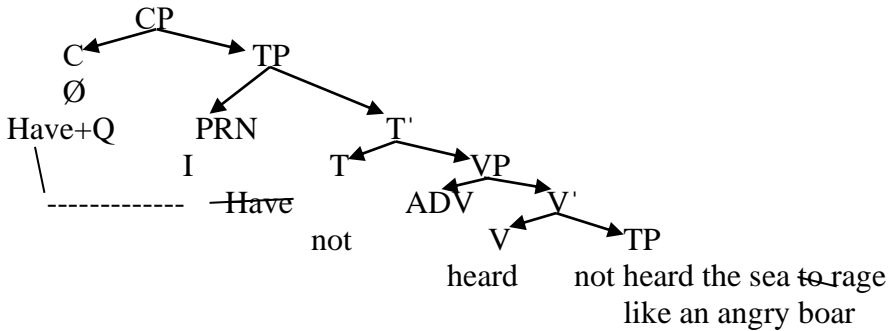 CP
C TP
Ø
Have+Q PRN T'
I T VP
------------- Have ADV V'
not V TP
heard not heard the sea to rage
like an angry boar